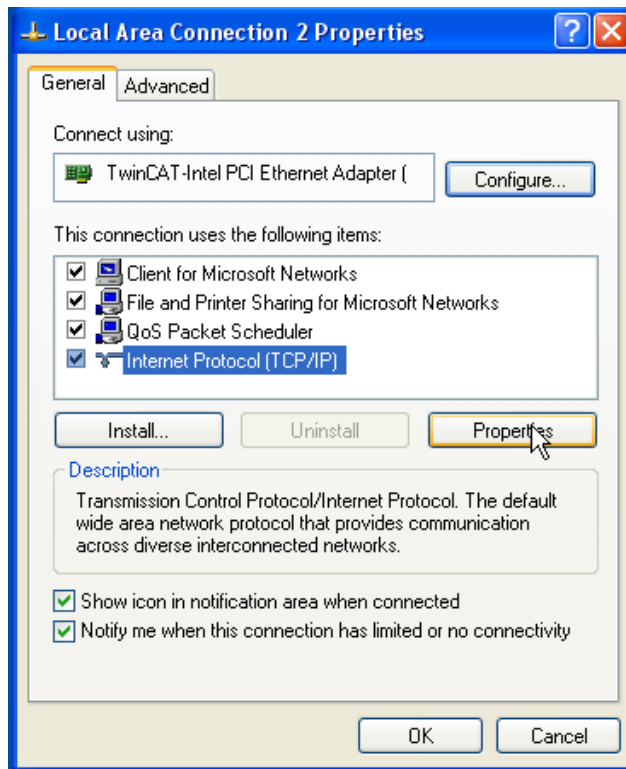 Local Area Connection 2 Properties
General
Advanced
Connect using:
TwinCAT-Intel PCI Ethernet Adapter (
Configure...
This connection uses the following items:
Client for Microsoft Networks
File and Printer Sharing for Microsoft Networks
QoS Packet Scheduler
Internet Protocol (TCP/IP)
Install...
Uninstall
Properties
Description
Transmission Control Protocol/Internet Protocol. The default
wide area network protocol that provides communication
across diverse interconnected networks.
Show icon in notification area when connected
Notify me when this connection has limited or no connectivity
OK
Cancel